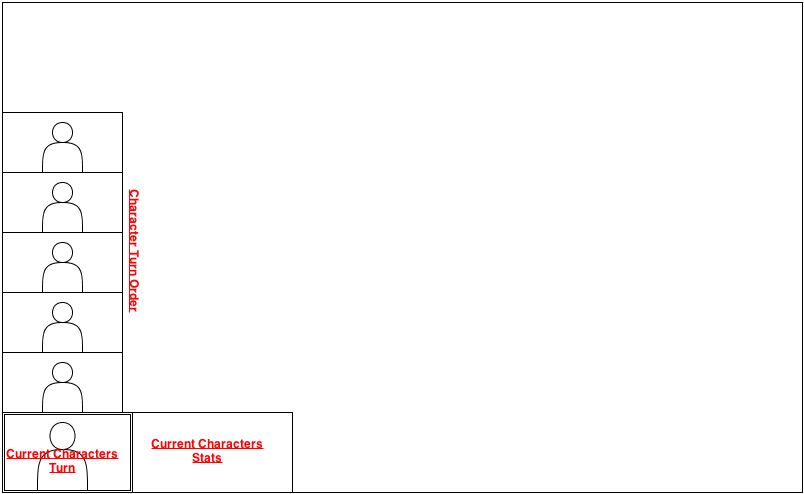 Character Turn Order
Current Characters
Turn
Current Characters
Stats